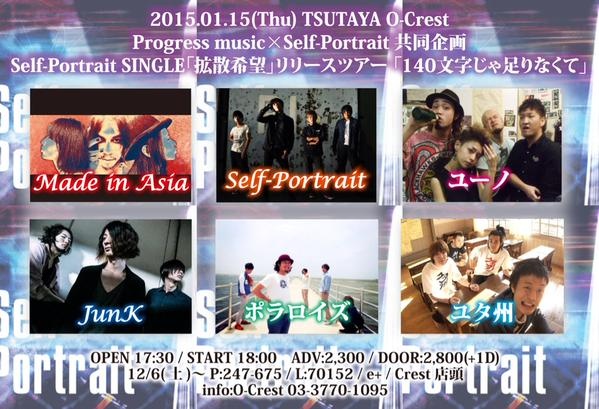 2015.01.15(Thu) TSUTAYA O-Crest
Progress music×Self-Portrait 共同企画
Self-Portrait SINGLE「拡散希望」リリースツアー「140文字じゃ足りなくて」
Made in Asia
Self-Portrait
ユーノ
JunK
ポラロイズ
ユタ州
OPEN 17:30 / START 18:00 ADV:2,300 / DOOR:2,800(+1D)
12/6(土)〜 P:247-675 / L:70152 / e+ / Crest 店頭
info:O-Crest 03-3770-1095